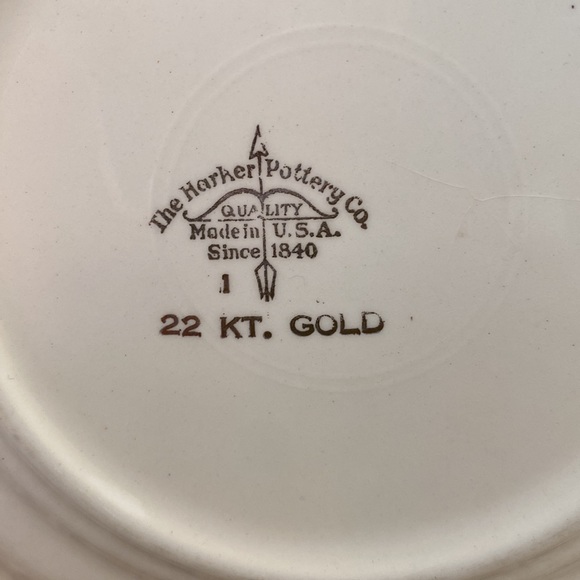 The Harker Pottery Co.
QUALITY
Made in U.S.A.
Since 1840
1
22 KT. GOLD